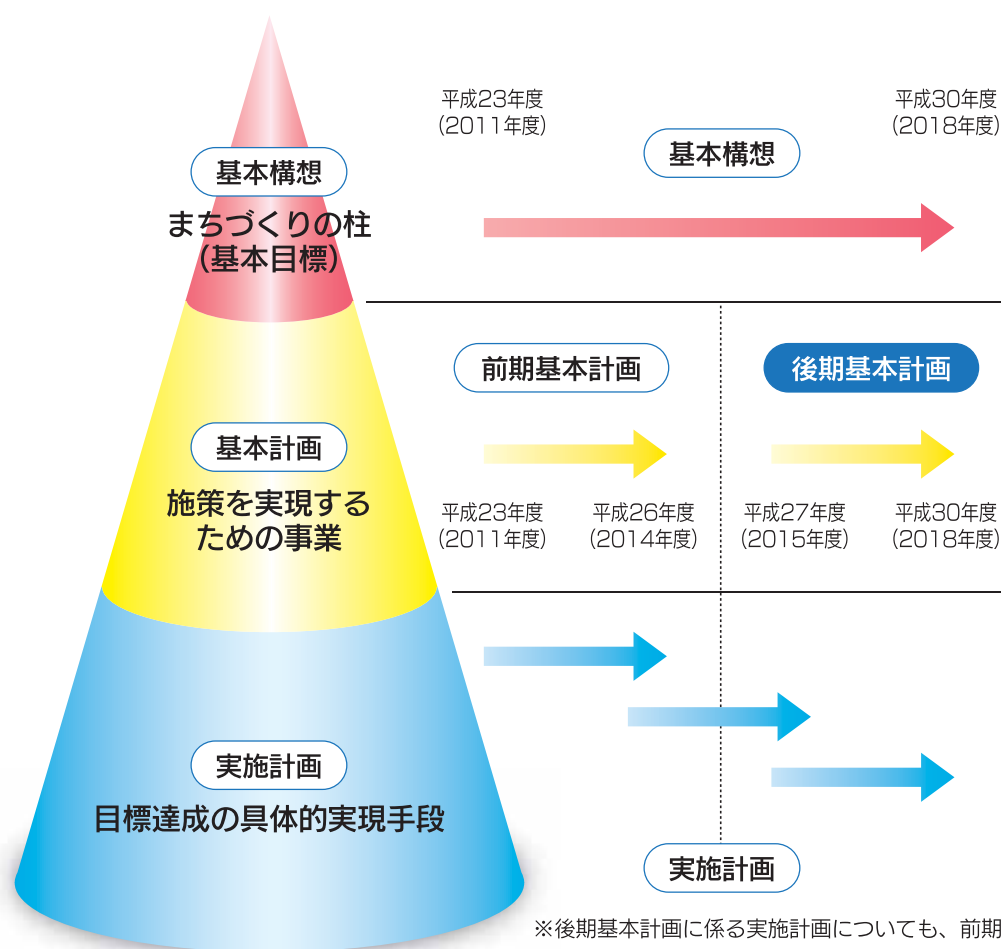 基本構想
まちづくりの柱
（基本目標）
基本計画
施策を実現する
ための事業
実施計画
目標達成の具体的実現手段
平成23年度
(2011年度)
平成30年度
(2018年度)
基本構想
前期基本計画
後期基本計画
平成23年度
(2011年度)
平成26年度
(2014年度)
平成27年度
(2015年度)
平成30年度
(2018年度)
実施計画
※後期基本計画に係る実施計画についても、前期